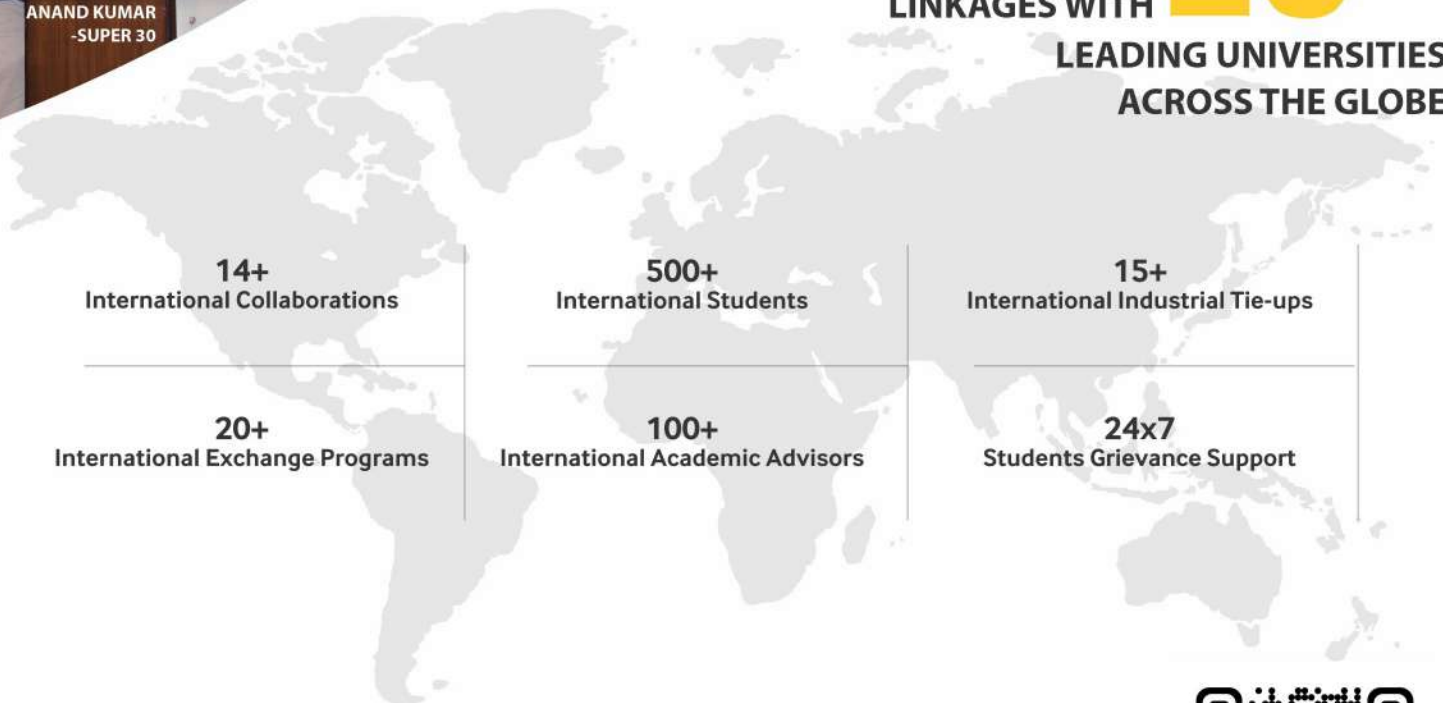 ANAND KUMAR
-SUPER 30
LINKAGES WITH
LEADING UNIVERSITIES
ACROSS THE GLOBE
14+
International Collaborations
500+
International Students
15+
International Industrial Tie-ups
20+
International Exchange Programs
100+
International Academic Advisors
24x7
Students Grievance Support